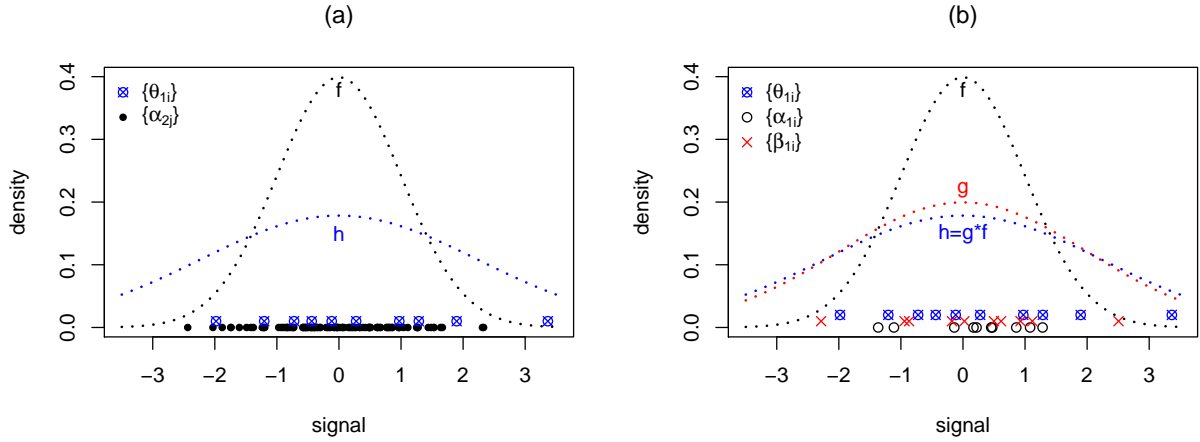 (a)
{θ1i}
{α2j}
f
h
density
0.0
0.1
0.2
0.3
0.4
−3
−2
−1
0
1
2
3
signal
(b)
{θ1i}
{α1i}
{β1i}
f
g
h=g*f
density
0.0
0.1
0.2
0.3
0.4
−3
−2
−1
0
1
2
3
signal